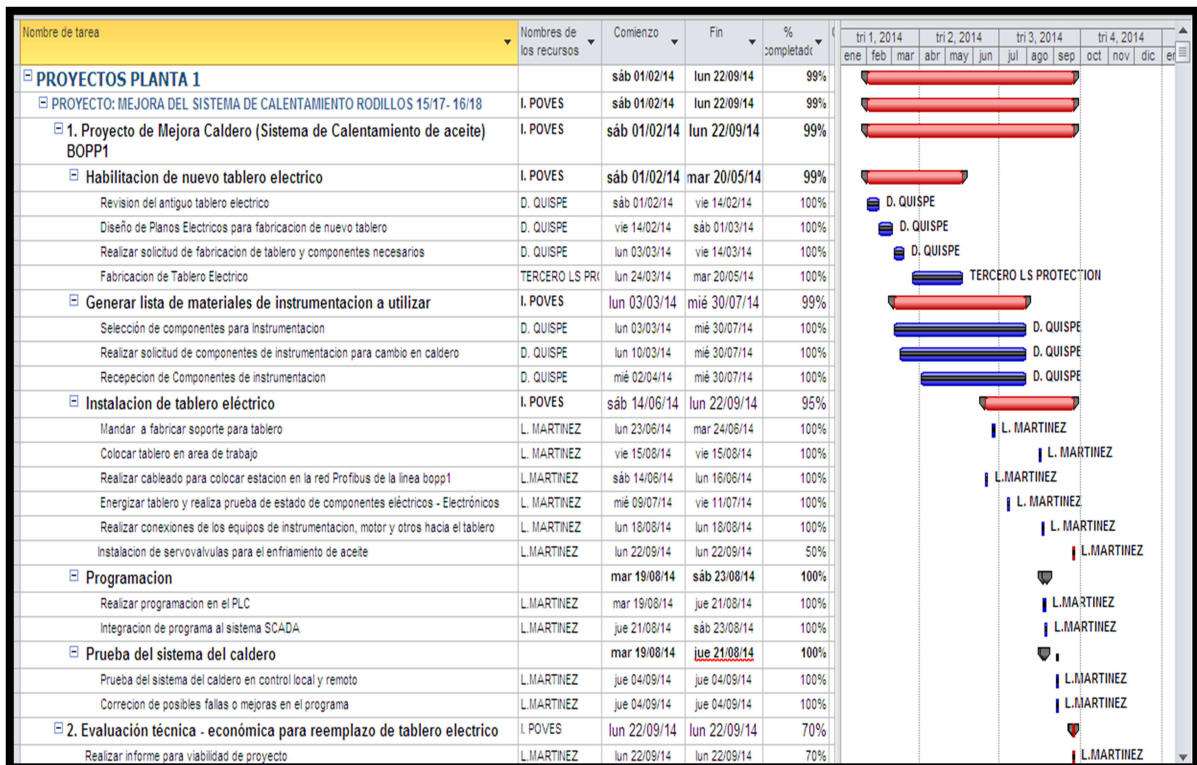 Nombre de tarea Nombres de los recursos Comienzo Fin % completado tri 1, 2014 tri 2, 2014 tri 3, 2014 tri 4, 2014
ene feb mar abr may jun jul ago sep oct nov dic
PROYECTOS PLANTA 1 sáb 01/02/14 lun 22/09/14 99%
PROYECTO: MEJORA DEL SISTEMA DE CALENTAMIENTO RODILLOS 15/17- 16/18 I. POVES sáb 01/02/14 lun 22/09/14 99%
1. Proyecto de Mejora Caldero (Sistema de Calentamiento de aceite) I. POVES sáb 01/02/14 lun 22/09/14 99%
BOPP1
Habilitacion de nuevo tablero electrico I. POVES sáb 01/02/14 mar 20/05/14 99%
Revision del antiguo tablero electrico D. QUISPE sáb 01/02/14 vie 14/02/14 100% D. QUISPE
Diseño de Planos Electricos para fabricacion de nuevo tablero D. QUISPE vie 14/02/14 sáb 01/03/14 100% D. QUISPE
Realizar solicitud de fabricacion de tablero y componentes necesarios D. QUISPE lun 03/03/14 vie 14/03/14 100% D. QUISPE
Fabricacion de Tablero Electrico TERCERO LS PRO lun 24/03/14 mar 20/05/14 100% TERCERO LS PROTECTION
Generar lista de materiales de instrumentacion a utilizar I. POVES lun 03/03/14 mié 30/07/14 99%
Selección de componentes para Instrumentacion D. QUISPE lun 03/03/14 mié 30/07/14 100% D. QUISPE
Realizar solicitud de componentes de instrumentacion para cambio en caldero D. QUISPE lun 10/03/14 mié 30/07/14 100% D. QUISPE
Recepecion de Componentes de instrumentacion D. QUISPE mié 02/04/14 mié 30/07/14 100% D. QUISPE
Instalacion de tablero eléctrico I. POVES sáb 14/06/14 lun 22/09/14 95%
Mandar a fabricar soporte para tablero L. MARTINEZ lun 23/06/14 mar 24/06/14 100% L. MARTINEZ
Colocar tablero en area de trabajo L. MARTINEZ vie 15/08/14 vie 15/08/14 100% L. MARTINEZ
Realizar cableado para colocar estacion en la red Profibus de la linea bopp1 L.MARTINEZ sáb 14/06/14 lun 16/06/14 100% L.MARTINEZ
Energizar tablero y realiza prueba de estado de componentes eléctricos - Electrónicos L. MARTINEZ mié 09/07/14 vie 11/07/14 100% L. MARTINEZ
Realizar conexiones de los equipos de instrumentacion, motor y otros hacia el tablero L. MARTINEZ lun 18/08/14 lun 18/08/14 100% L. MARTINEZ
Instalacion de servovalvulas para el enfriamiento de aceite L.MARTINEZ lun 22/09/14 lun 22/09/14 50% L.MARTINEZ
Programacion mar 19/08/14 sáb 23/08/14 100%
Realizar programacion en el PLC L.MARTINEZ mar 19/08/14 jue 21/08/14 100% L.MARTINEZ
Integracion de programa al sistema SCADA L.MARTINEZ jue 21/08/14 sáb 23/08/14 100% L.MARTINEZ
Prueba del sistema del caldero mar 19/08/14 jue 21/08/14 100%
Prueba del sistema del caldero en control local y remoto L.MARTINEZ jue 04/09/14 jue 04/09/14 100% L.MARTINEZ
Correcion de posibles fallas o mejoras en el programa L.MARTINEZ jue 04/09/14 jue 04/09/14 100% L.MARTINEZ
2. Evaluación técnica - económica para reemplazo de tablero electrico I. POVES lun 22/09/14 lun 22/09/14 70%
Realizar informe para viabilidad de proyecto L.MARTINEZ lun 22/09/14 lun 22/09/14 70% L.MARTINEZ